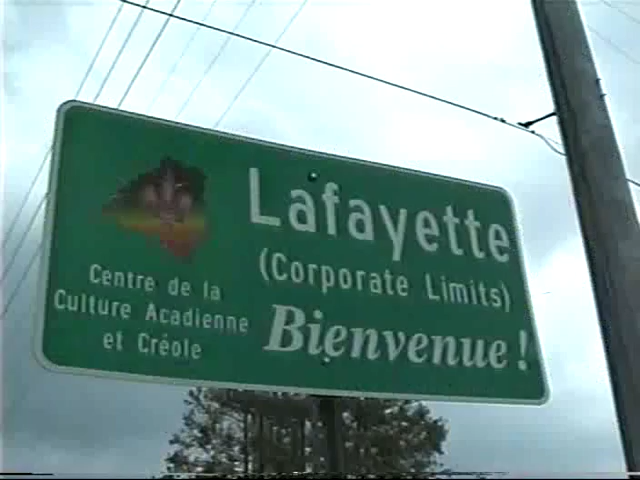 Lafayette
(Corporate Limits)
Bienvenue!
Centre de la
Culture Acadienne
et Créole